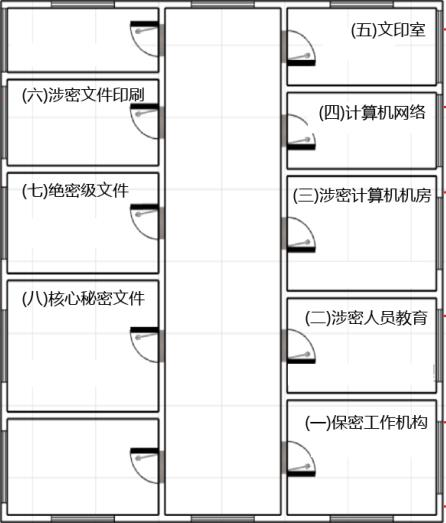 (五)文印室
(六)涉密文件印刷
(四)计算机网络
(七)绝密级文件
(三)涉密计算机机房
(八)核心秘密文件
(二)涉密人员教育
(一)保密工作机构